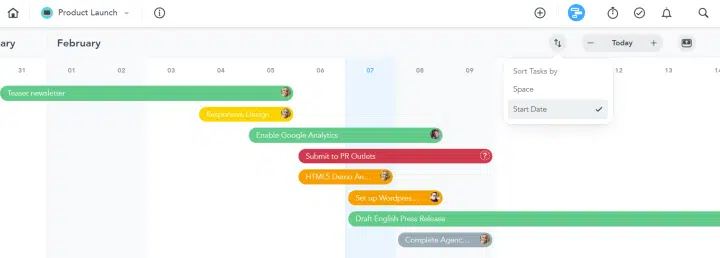 Product Launch
ary
February
Today
31 01 02 03 04 05 06 07 08 09 12 13 14
Sort Tasks by
Space
Start Date
Teaser newsletter
Responsive Design
Enable Google Analytics
Submit to PR Outlets
?
HTML5 Demo An...
Set up Wordpres...
Draft English Press Release
Complete Agenc...